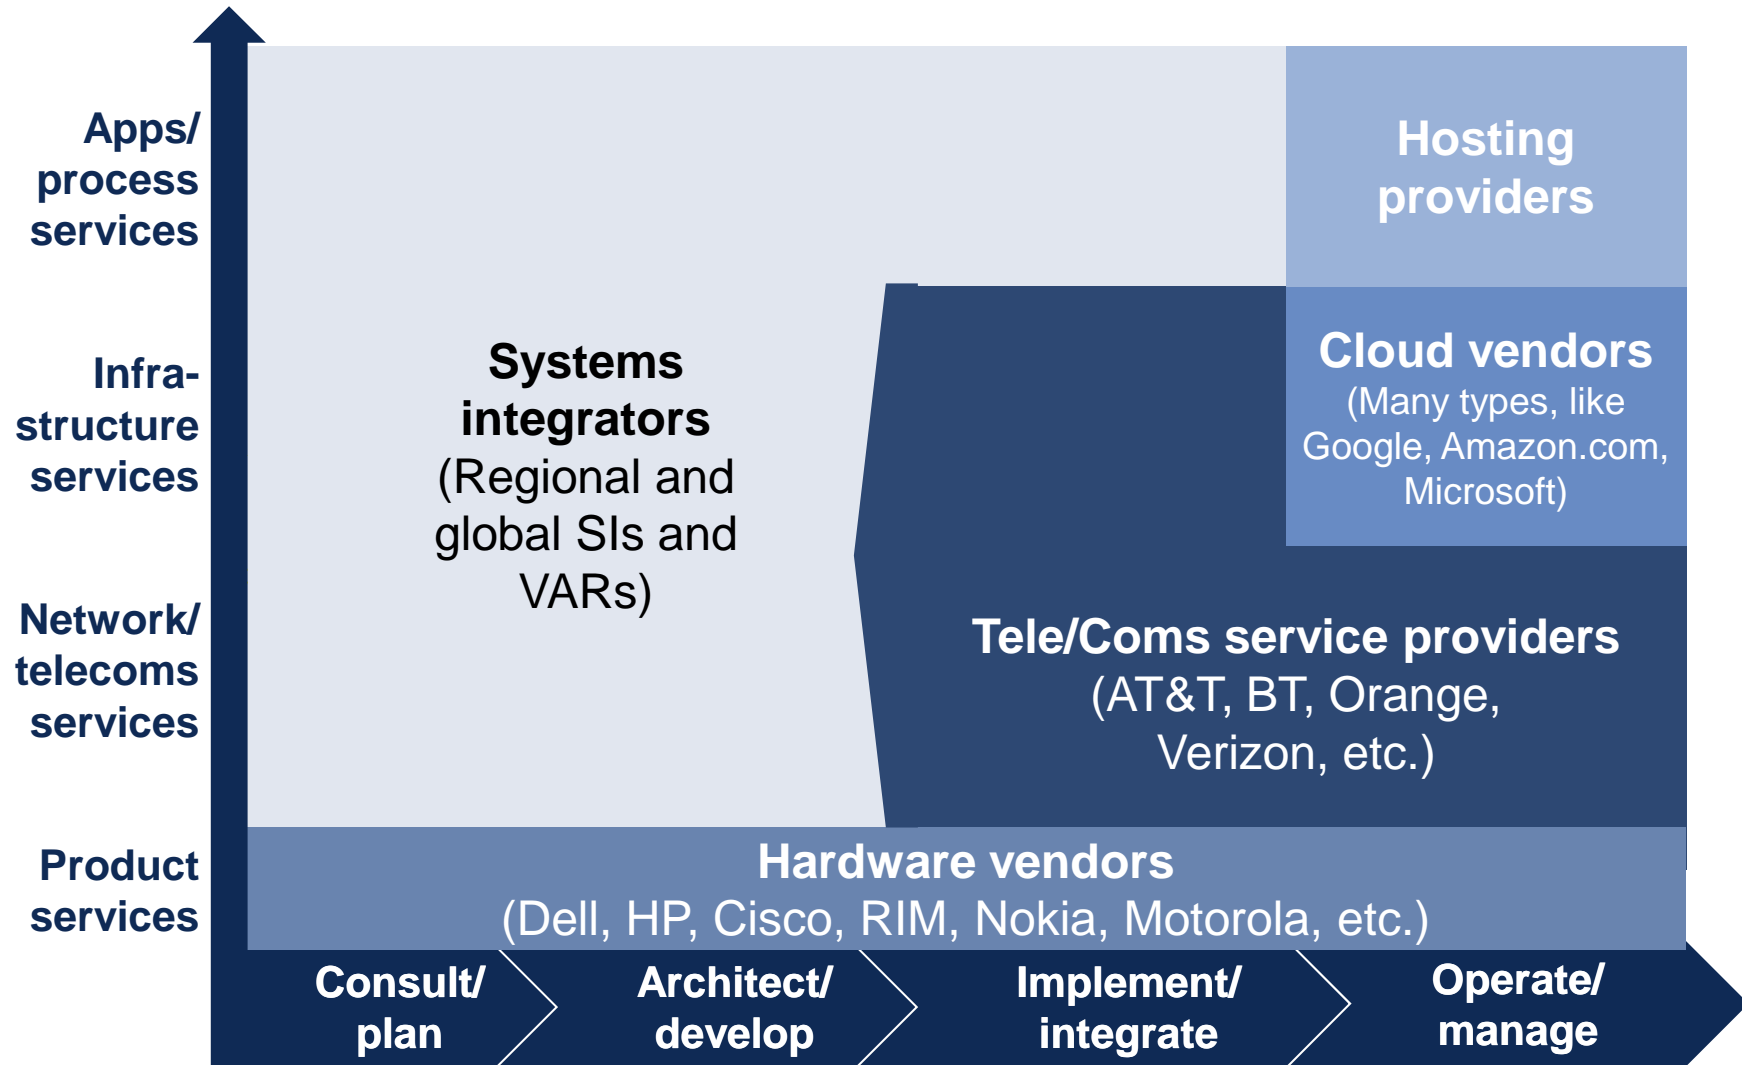 Apps/
process
services
Infra-
structure
services
Network/
telecoms
services
Product
services
Systems
integrators
(Regional and
global SIs and
VARs)
Hosting
providers
Cloud vendors
(Many types, like
Google, Amazon.com,
Microsoft)
Tele/Coms service providers
(AT&T, BT, Orange,
Verizon, etc.)
Hardware vendors
(Dell, HP, Cisco, RIM, Nokia, Motorola, etc.)
Consult/
plan
Architect/
develop
Implement/
integrate
Operate/
manage